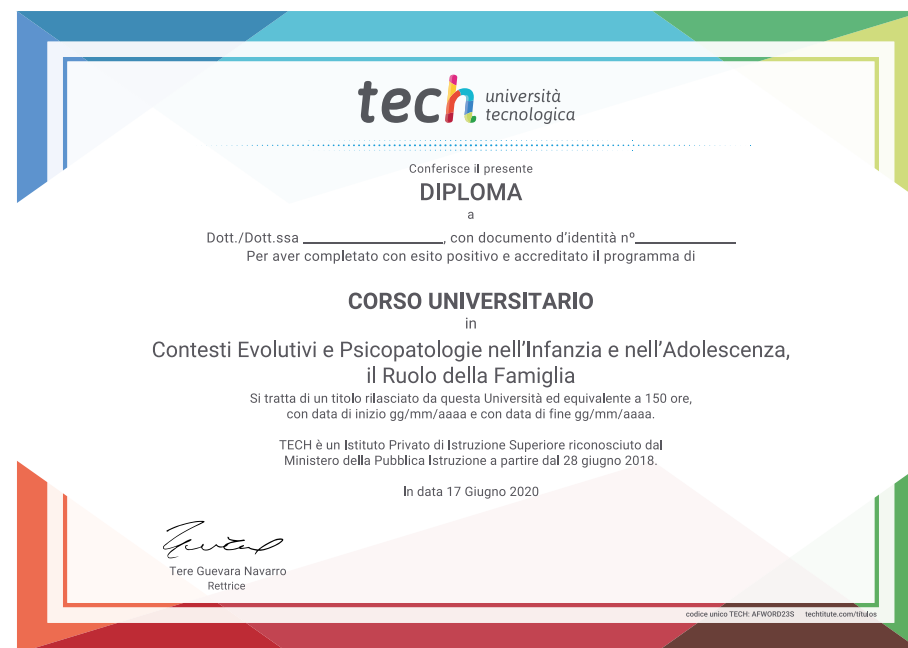 tech università
tecnologica
Conferisce il presente
DIPLOMA
a
Dott./Dott.ssa ____________________, con documento d'identità nº______________
Per aver completato con esito positivo e accreditato il programma di
CORSO UNIVERSITARIO
in
Contesti Evolutivi e Psicopatologie nell'Infanzia e nell'Adolescenza,
il Ruolo della Famiglia
Si tratta di un titolo rilasciato da questa Università ed equivalente a 150 ore,
con data di inizio gg/mm/aaaa e con data di fine gg/mm/aaaa.
TECH è un Istituto Privato di Istruzione Superiore riconosciuto dal
Ministero della Pubblica Istruzione a partire dal 28 giugno 2018.
In data 17 Giugno 2020
Tere Guevara Navarro
Rettrice
codice unico TECH: AFWORD23S techtitute.com/titulos